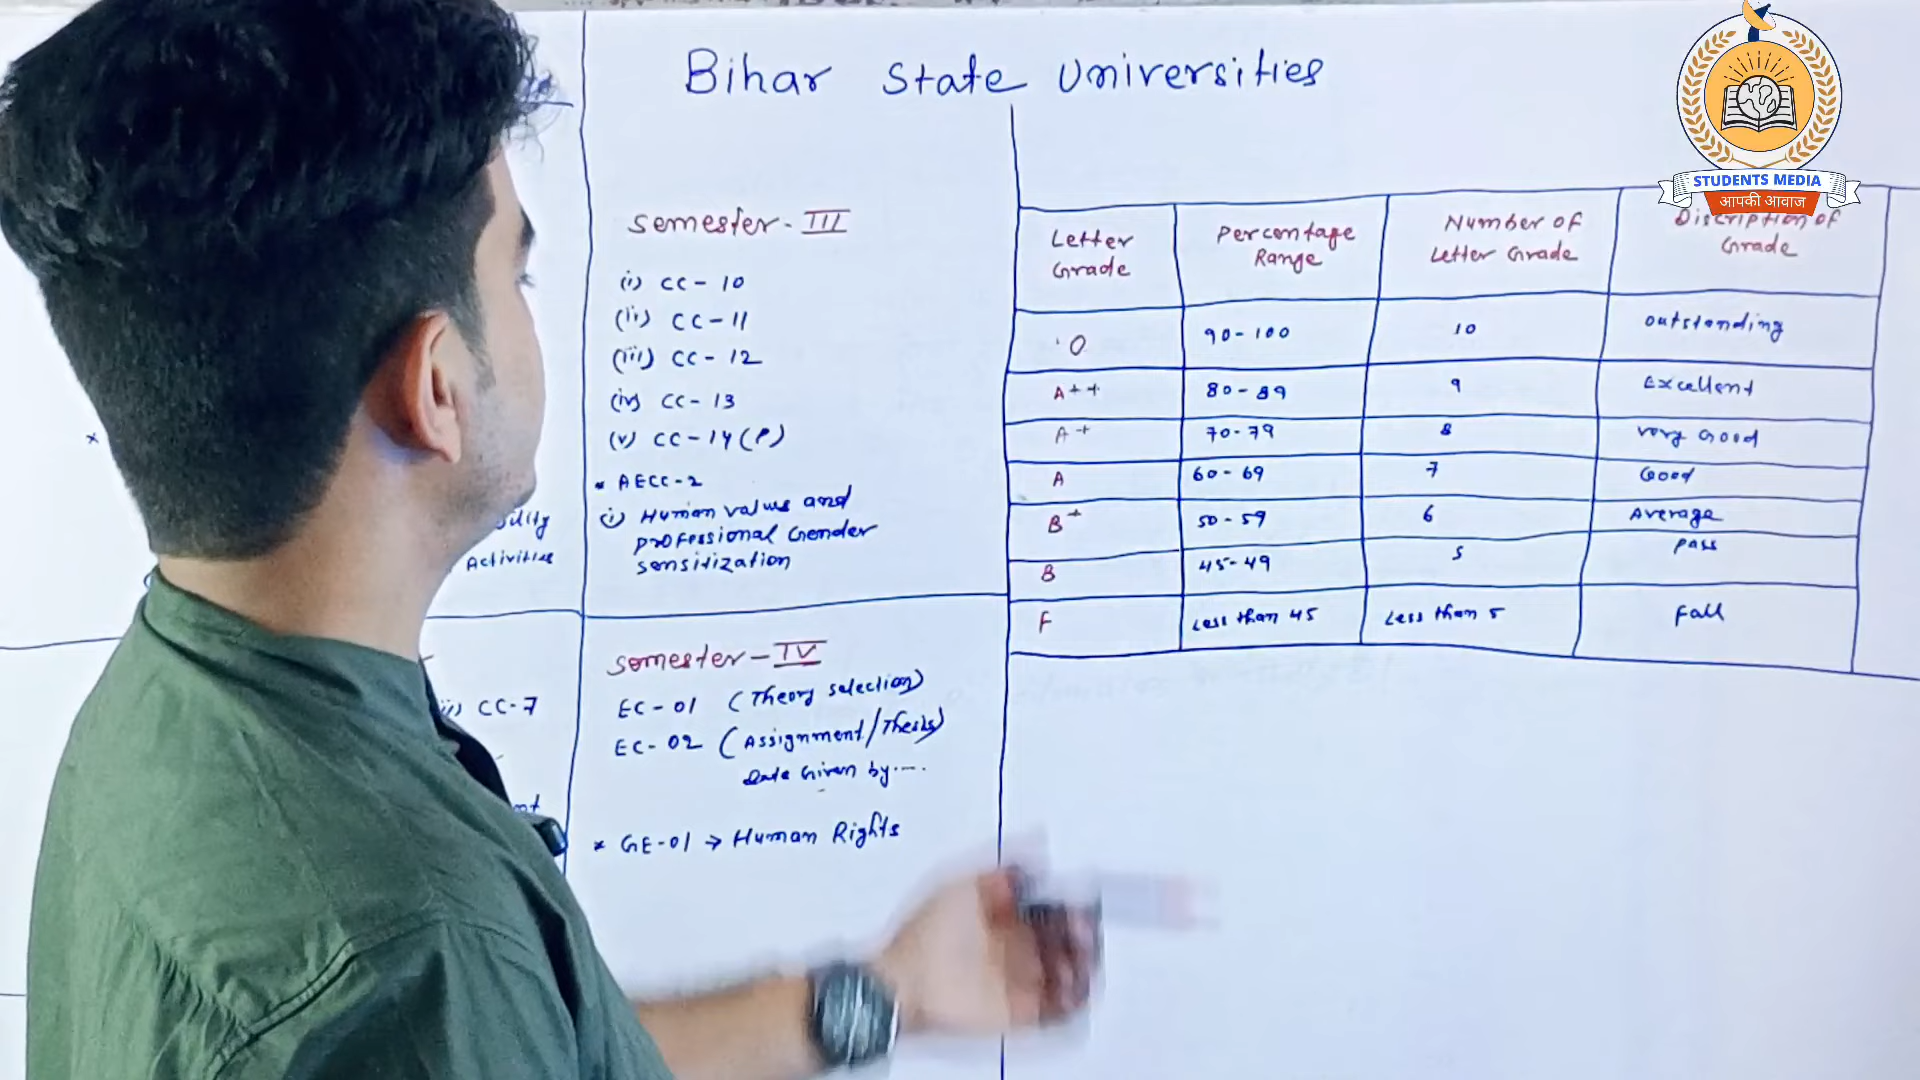 Bihar State Universities
STUDENTS MEDIA
आपकी आवाज
ility
Activities
ii) CC-7
Semester-III
(i) CC-10
(ii) CC-11
(iii) CC-12
(iv) CC-13
(v) CC-14(P)
* AECC-2
(i) Human values and
professional Gender
sensitization
Semester-IV
EC-01 (Theory selection)
EC-02 (Assignment/Thesis)
Given by....
* GE-01 → Human Rights
Letter Grade | Percentage Range | Number of Letter Grade | Discription of Grade
O | 90-100 | 10 | outstanding
A++ | 80-89 | 9 | Excellent
A+ | 70-79 | 8 | very Good
A | 60-69 | 7 | Good
B+ | 50-59 | 6 | Average
B | 45-49 | 5 | pass
F | Less than 45 | Less than 5 | Fall